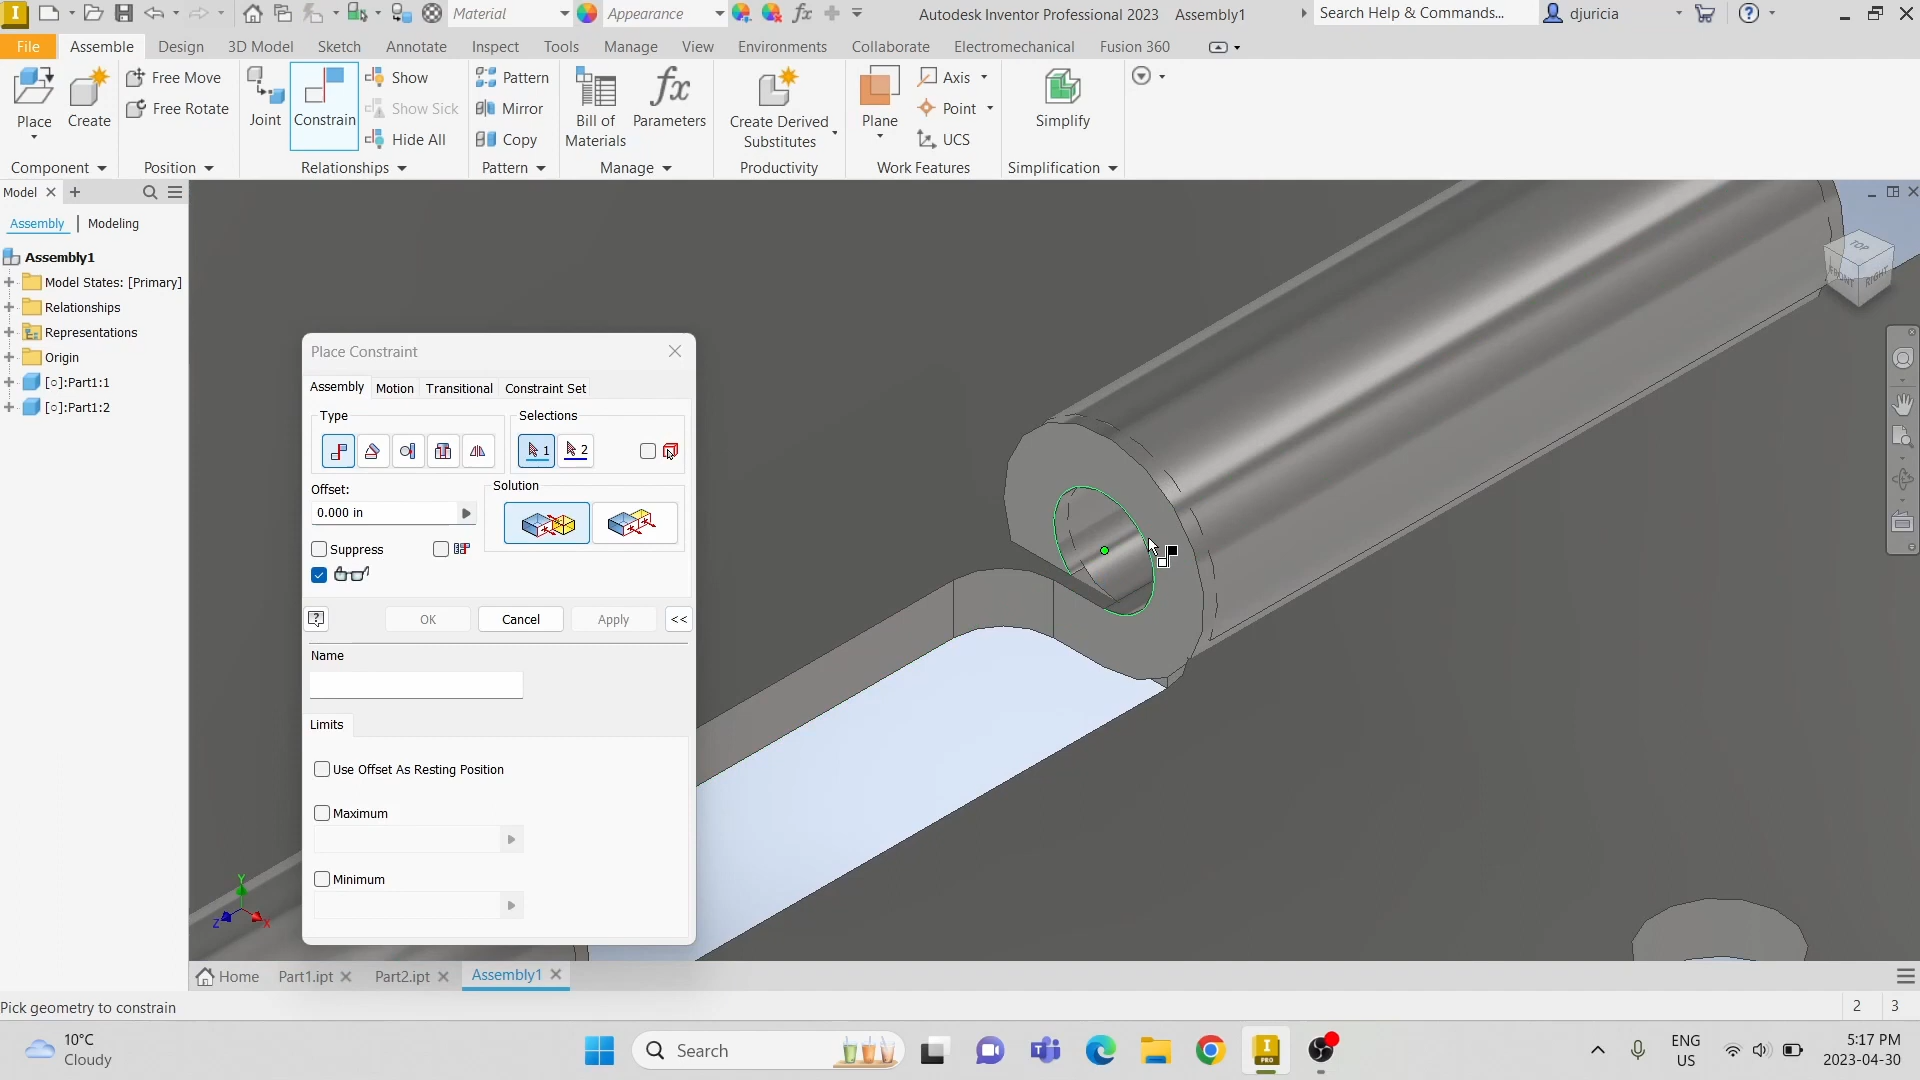 Material
Appearance
Autodesk Inventor Professional 2023 Assembly1
Search Help & Commands...
djuricia
File
Assemble
Design
3D Model
Sketch
Annotate
Inspect
Tools
Manage
View
Environments
Collaborate
Electromechanical
Fusion 360
Place
Create
Free Move
Free Rotate
Joint
Constrain
Show
Show Sick
Hide All
Pattern
Mirror
Copy
Bill of
Materials
Parameters
Create Derived
Substitutes
Plane
Axis
Point
UCS
Simplify
Component
Position
Relationships
Pattern
Manage
Productivity
Work Features
Simplification
Model
Assembly
Modeling
Assembly1
Model States: [Primary]
Relationships
Representations
Origin
[○]:Part1:1
[○]:Part1:2
Place Constraint
Assembly
Motion
Transitional
Constraint Set
Type
Selections
1
2
Offset:
0.000 in
Solution
Suppress
OK
Cancel
Apply
<<
Name
Limits
Use Offset As Resting Position
Maximum
Minimum
TOP
FRONT
RIGHT
Y
Z
X
Home
Part1.ipt
Part2.ipt
Assembly1
Pick geometry to constrain
2
3
10°C
Cloudy
Search
PRO
ENG
US
5:17 PM
2023-04-30